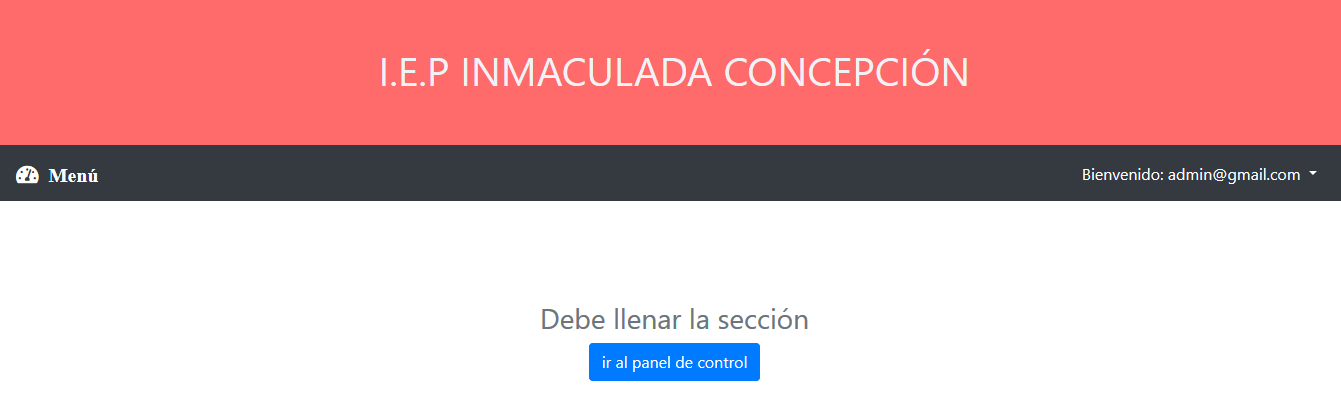 I.E.P INMACULADA CONCEPCIÓN
Menú
Bienvenido: admin@gmail.com
Debe llenar la sección
ir al panel de control